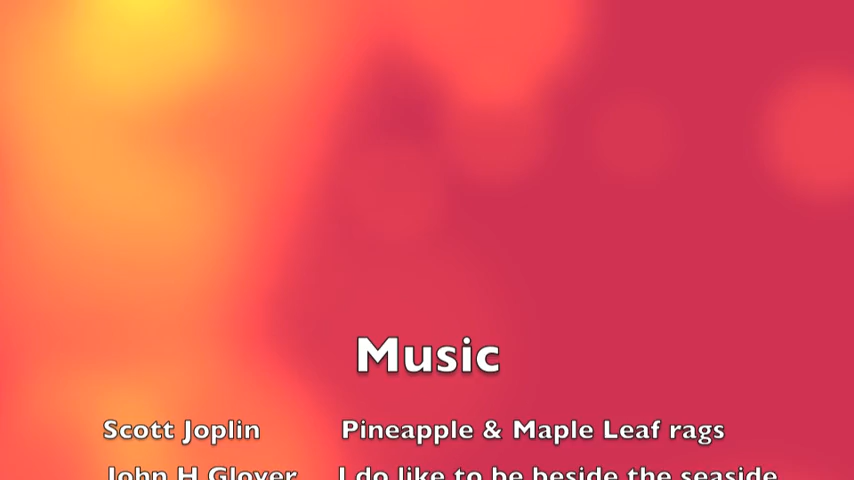 Music
Scott Joplin Pineapple & Maple Leaf rags
John H Glover I do like to be beside the seaside